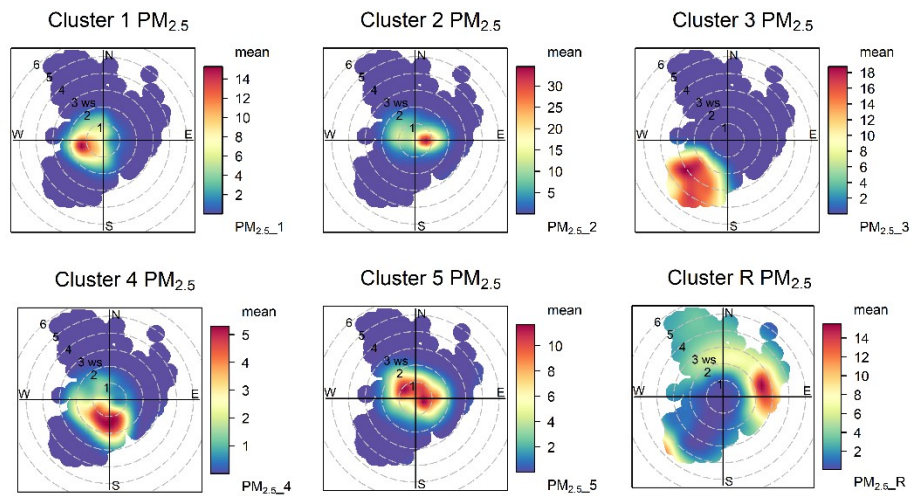 Cluster 1 PM2.5
mean
N
6
5
4
3 ws
2
1
W
E
S
14
12
10
8
6
4
2
PM2.5_1
Cluster 2 PM2.5
mean
N
6
5
4
3 ws
2
1
W
E
S
30
25
20
15
10
5
PM2.5_2
Cluster 3 PM2.5
mean
N
6
5
4
3 ws
2
1
W
E
S
18
16
14
12
10
8
6
4
2
PM2.5_3
Cluster 4 PM2.5
mean
N
6
5
4
3 ws
2
1
W
E
S
5
4
3
2
1
PM2.5_4
Cluster 5 PM2.5
mean
N
6
5
4
3 ws
2
1
W
E
S
10
8
6
4
2
PM2.5_5
Cluster R PM2.5
mean
N
6
5
4
3 ws
2
1
W
E
S
14
12
10
8
6
4
2
PM2.5_R